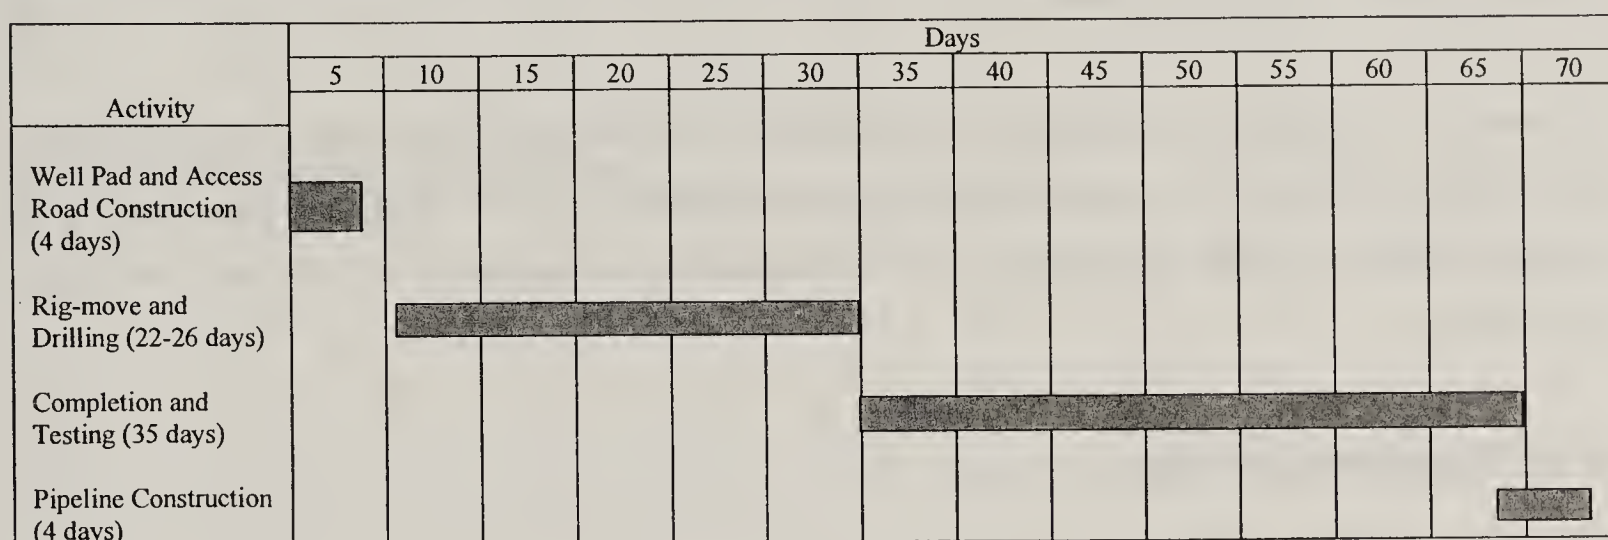 Days
5 10 15 20 25 30 35 40 45 50 55 60 65 70
Activity
Well Pad and Access
Road Construction
(4 days)
Rig-move and
Drilling (22-26 days)
Completion and
Testing (35 days)
Pipeline Construction
(4 days)